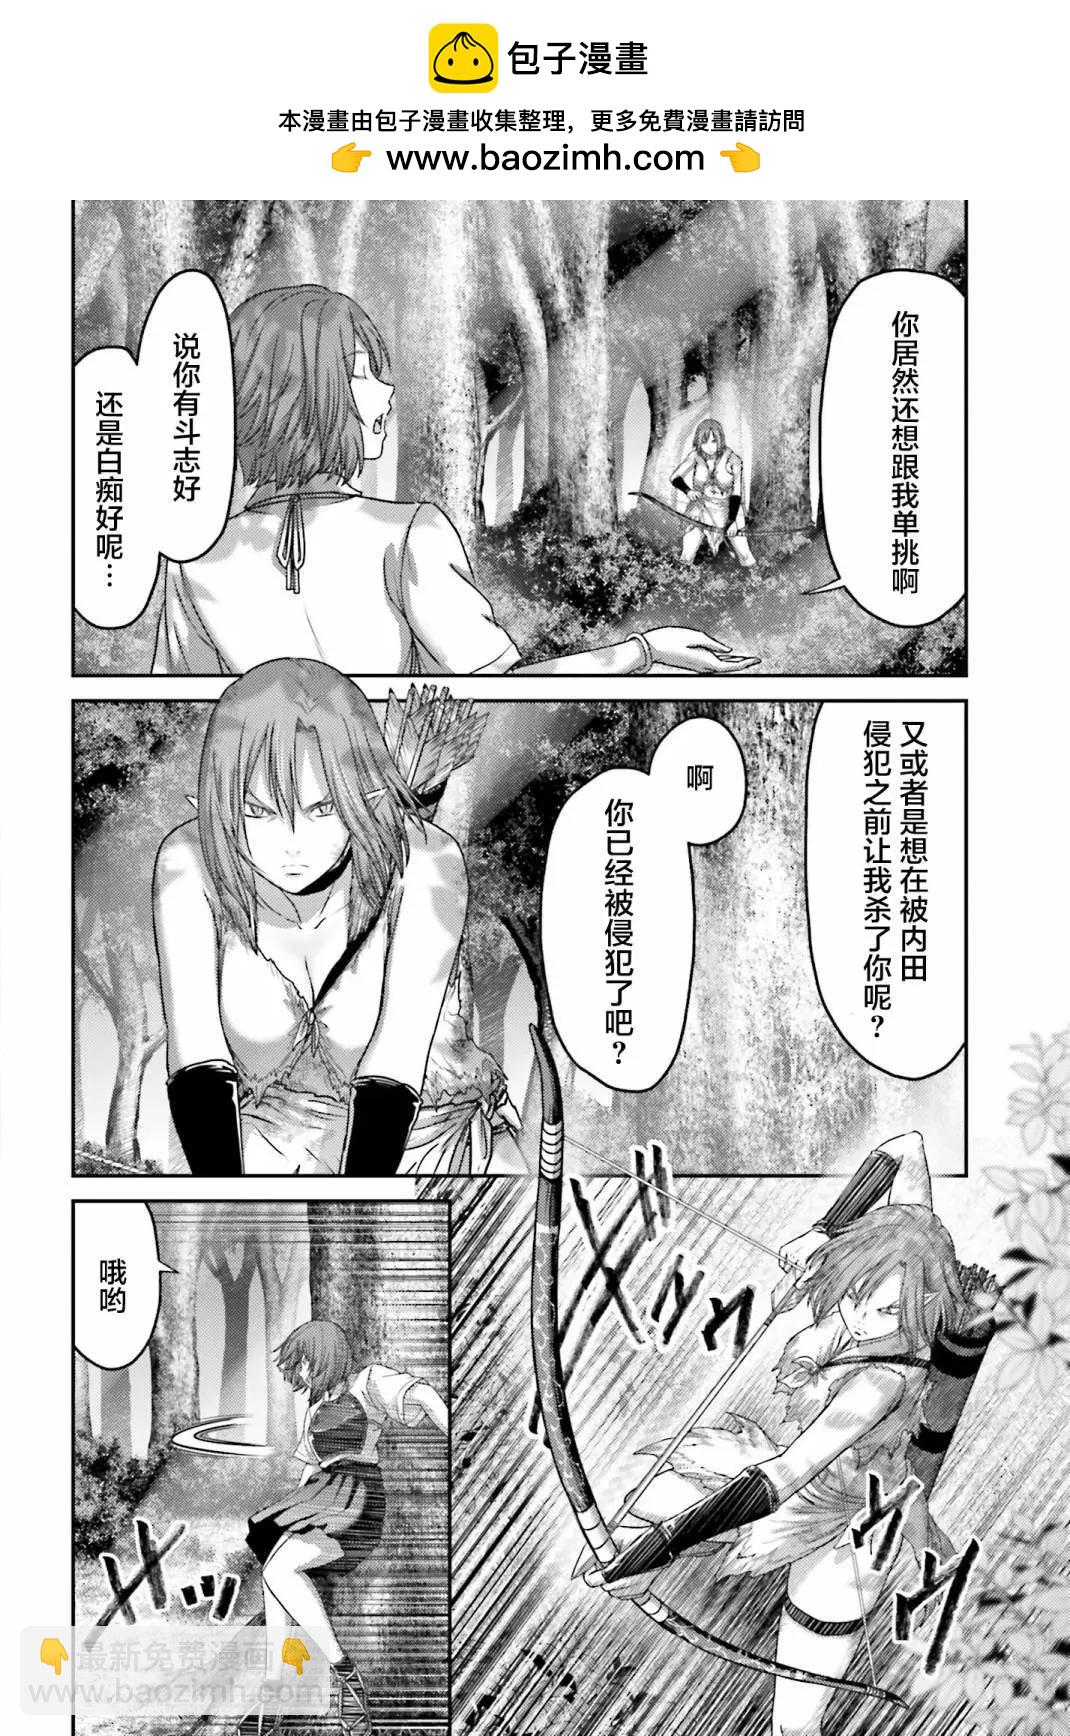 包子漫畫
本漫畫由包子漫畫收集整理，更多免費漫畫請訪問
👉 www.baozimh.com 👈
你居然还想跟我单挑啊
说你有斗志好
还是白痴好呢…
又或者是想在被内田
侵犯之前让我杀了你呢？
啊
你已经被侵犯了吧？
哦哟
最新免费漫画
www.baozimh.com